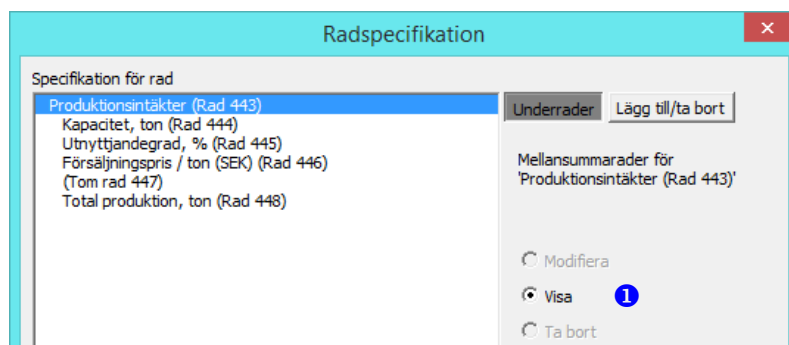 Radspecifikation
Specifikation för rad
Produktionsintäkter (Rad 443)
Kapacitet, ton (Rad 444)
Utnyttjandegrad, % (Rad 445)
Försäljningspris / ton (SEK) (Rad 446)
(Tom rad 447)
Total produktion, ton (Rad 448)
Underrader
Lägg till/ta bort
Mellansummarader för
'Produktionsintäkter (Rad 443)'
Modifiera
Visa
1
Ta bort